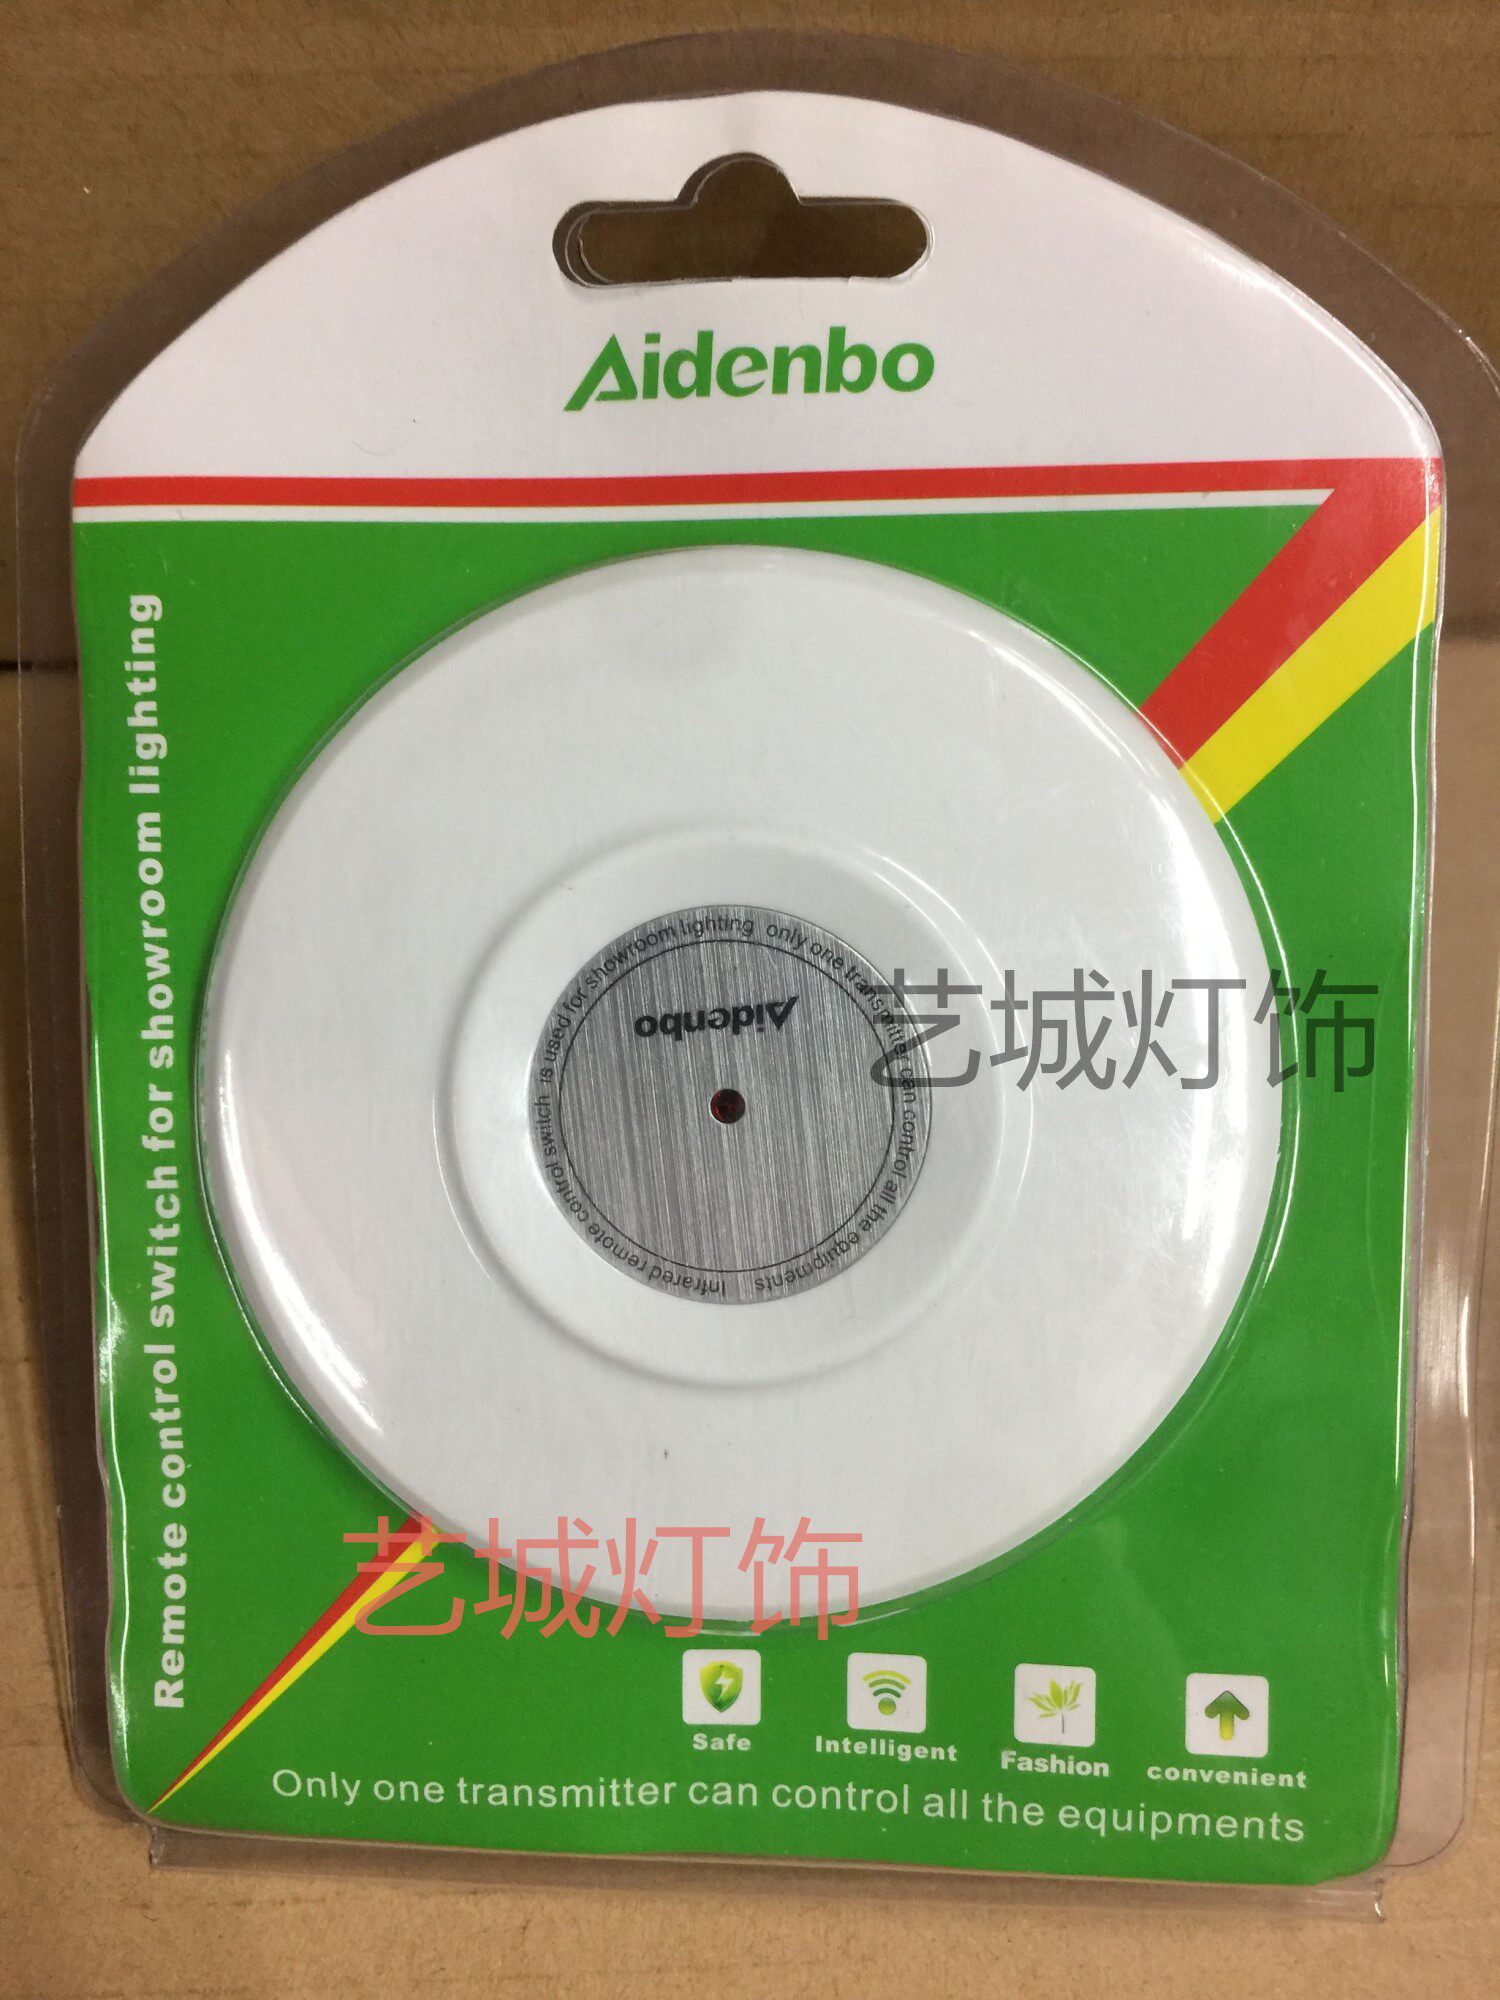 Aidenbo
Remote control switch for showroom lighting
Infrared remote control switch is used for showroom lighting only one transmitter can control all the equipments
Aidenbo
艺城灯饰
艺城灯饰
Safe
Intelligent
Fashion
convenient
Only one transmitter can control all the equipments